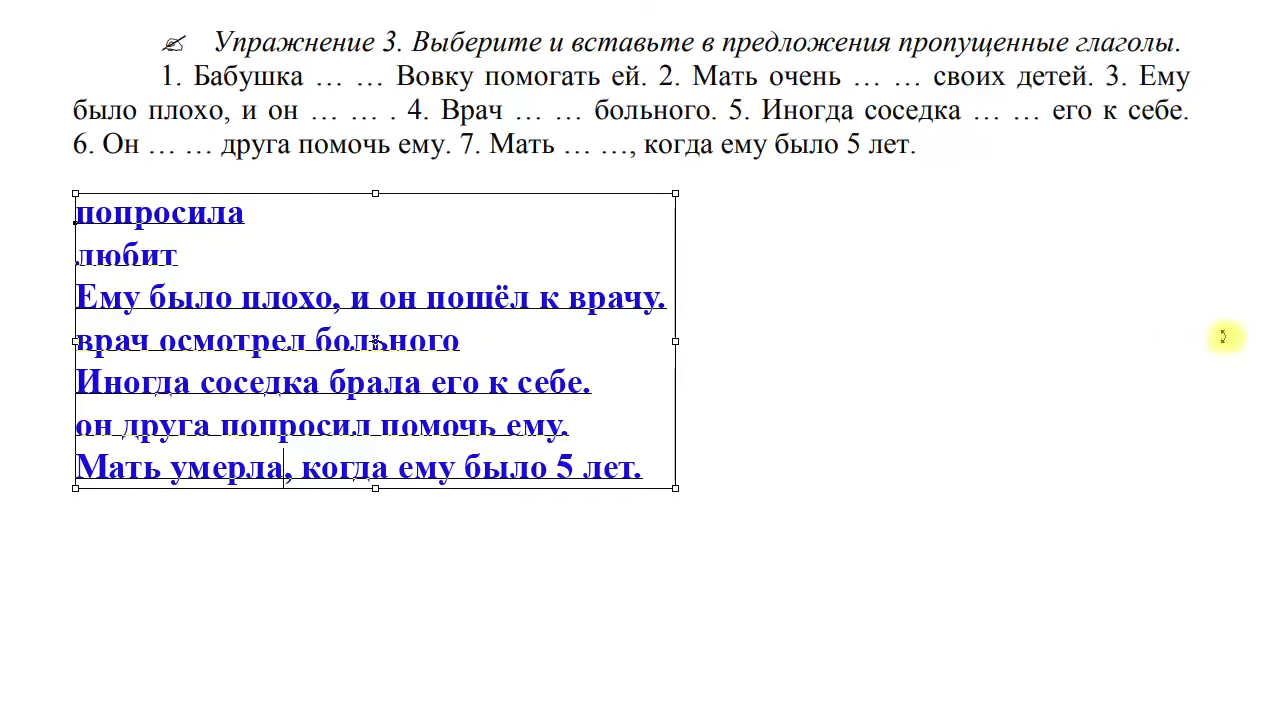 ✍ Упражнение 3. Выберите и вставьте в предложения пропущенные глаголы.
1. Бабушка … … Вовку помогать ей. 2. Мать очень … … своих детей. 3. Ему
было плохо, и он … … . 4. Врач … … больного. 5. Иногда соседка … … его к себе.
6. Он … … друга помочь ему. 7. Мать … …, когда ему было 5 лет.
попросила
любит
Ему было плохо, и он пошёл к врачу.
врач осмотрел больного
Иногда соседка брала его к себе.
он друга попросил помочь ему.
Мать умерла, когда ему было 5 лет.